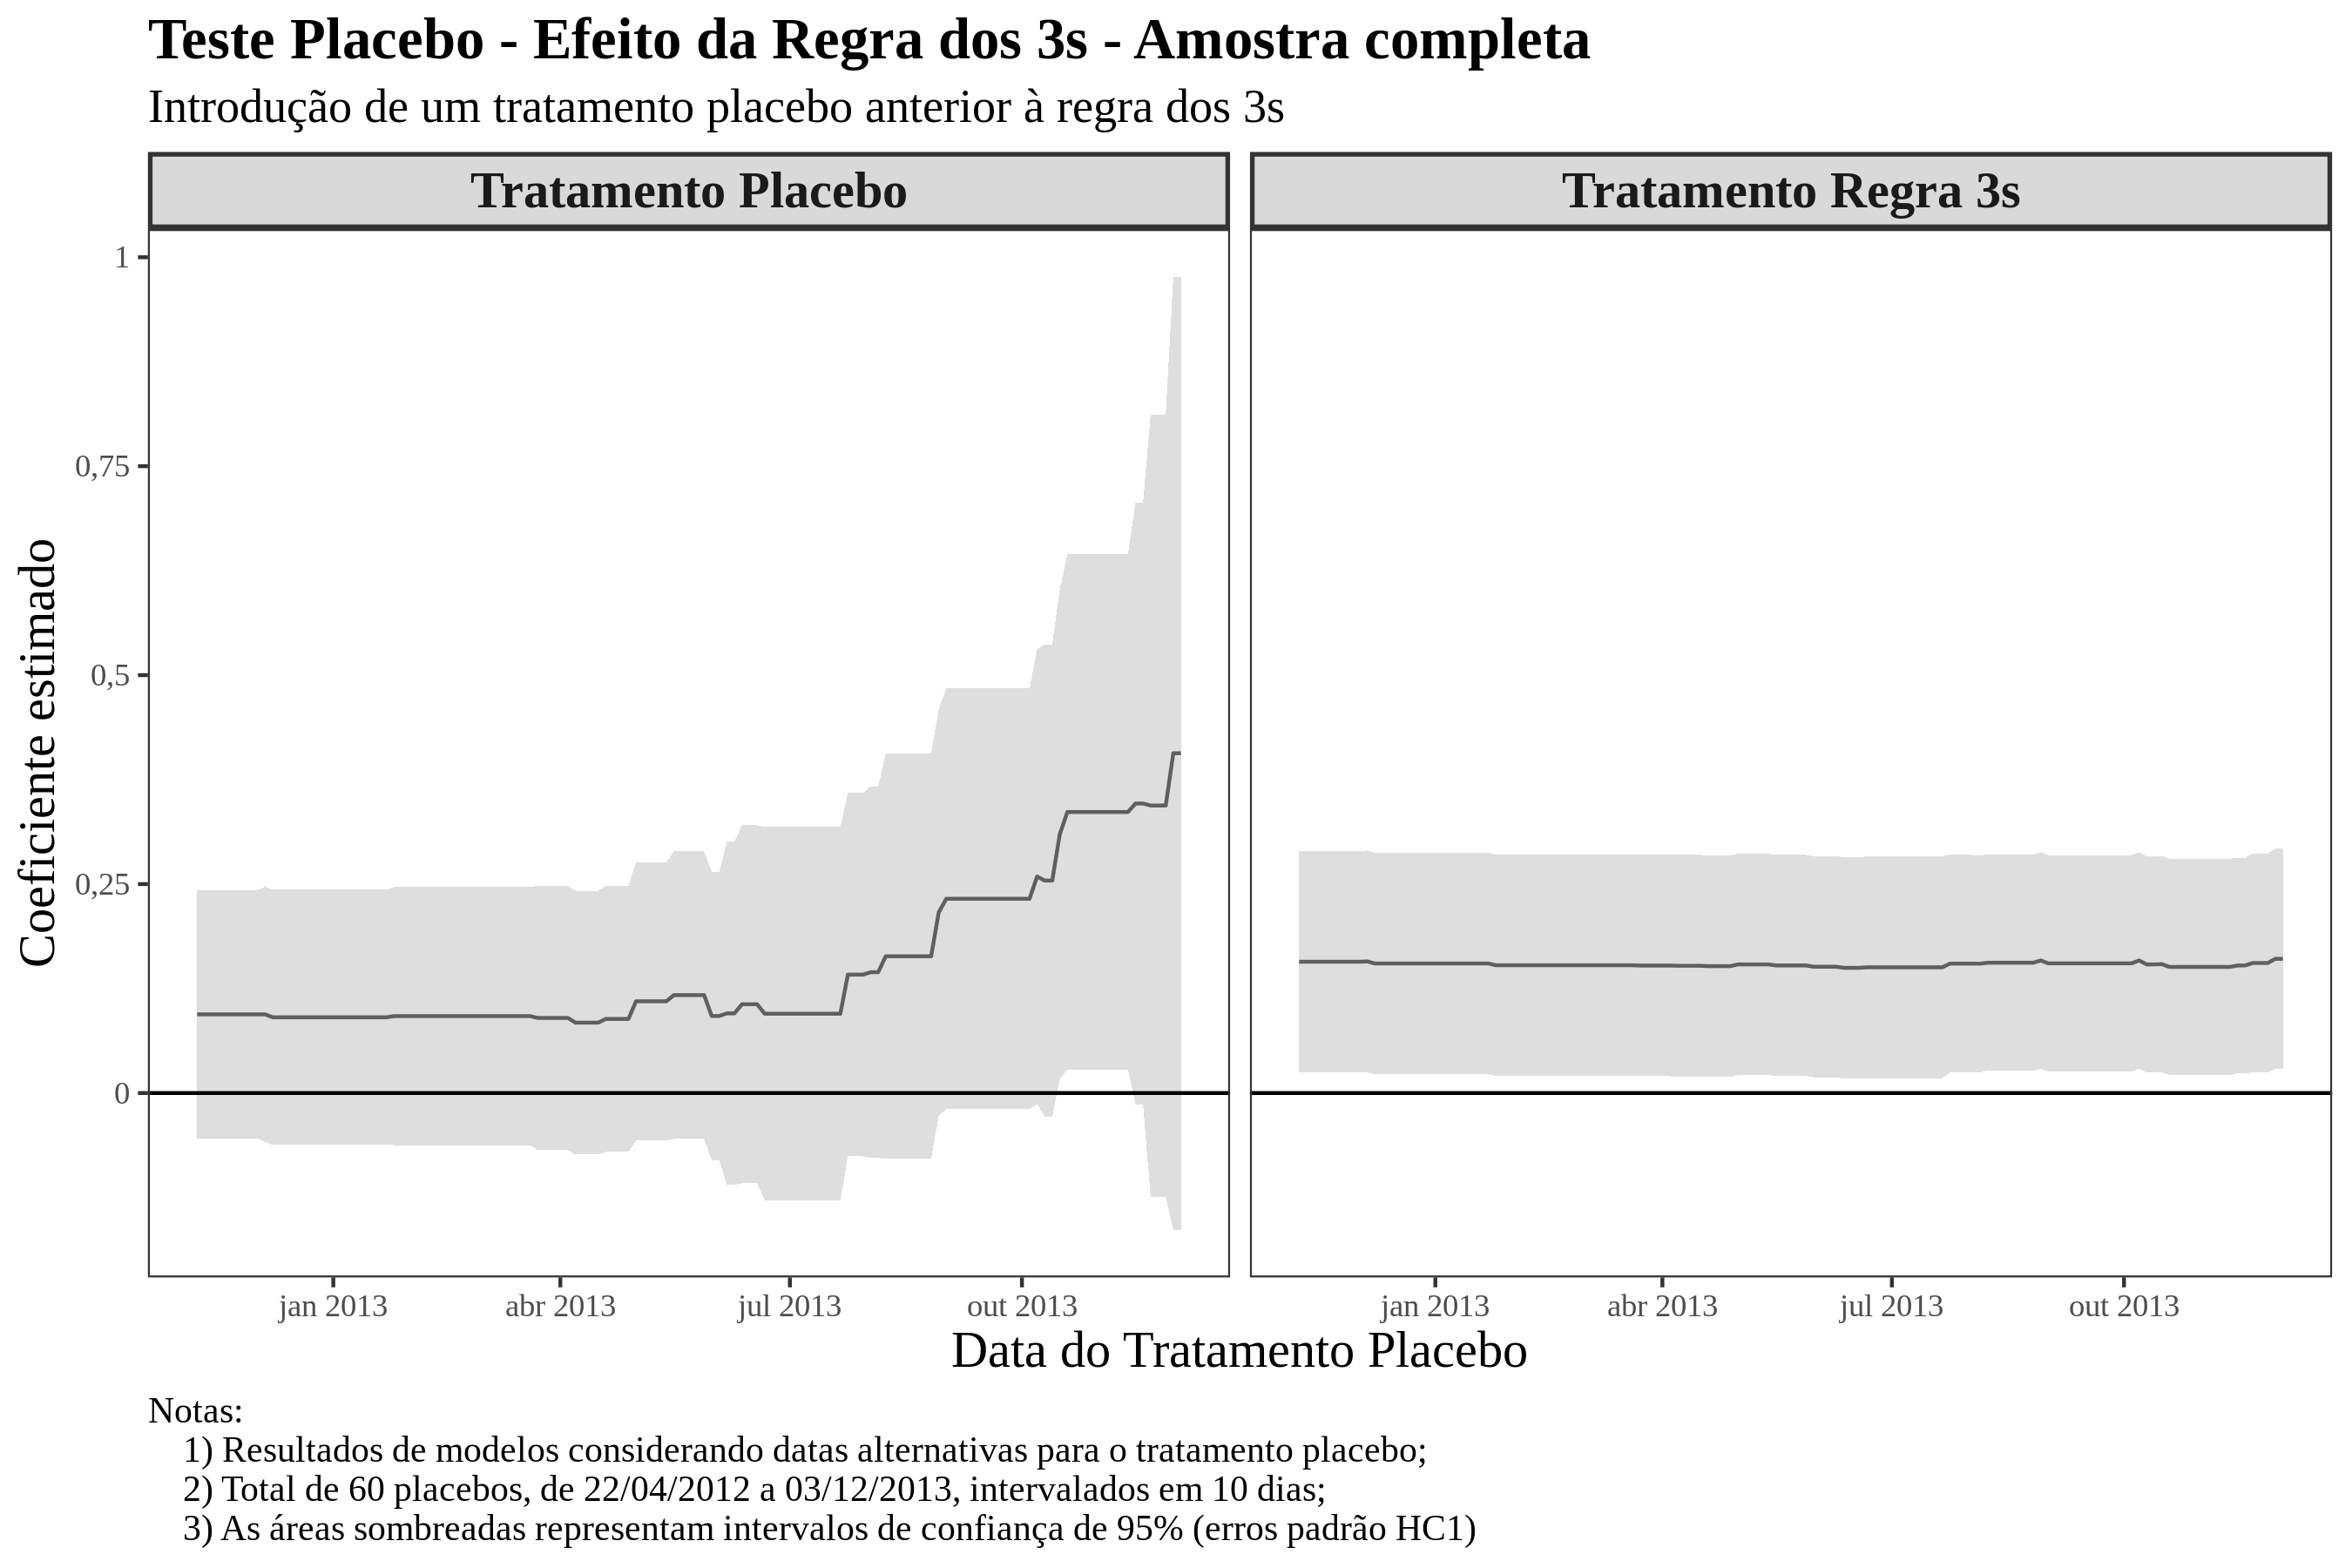 Teste Placebo - Efeito da Regra dos 3s - Amostra completa
Introdução de um tratamento placebo anterior à regra dos 3s
Tratamento Placebo
Tratamento Regra 3s
Coeficiente estimado
1
0,75
0,5
0,25
0
jan 2013
abr 2013
jul 2013
out 2013
jan 2013
abr 2013
jul 2013
out 2013
Data do Tratamento Placebo
Notas:
1) Resultados de modelos considerando datas alternativas para o tratamento placebo;
2) Total de 60 placebos, de 22/04/2012 a 03/12/2013, intervalados em 10 dias;
3) As áreas sombreadas representam intervalos de confiança de 95% (erros padrão HC1)